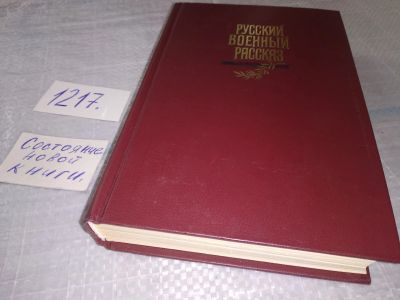 РУССКИЙ
ВОЕННЫЙ
РАССКАЗ
1217.
Состояние
новой
книги.